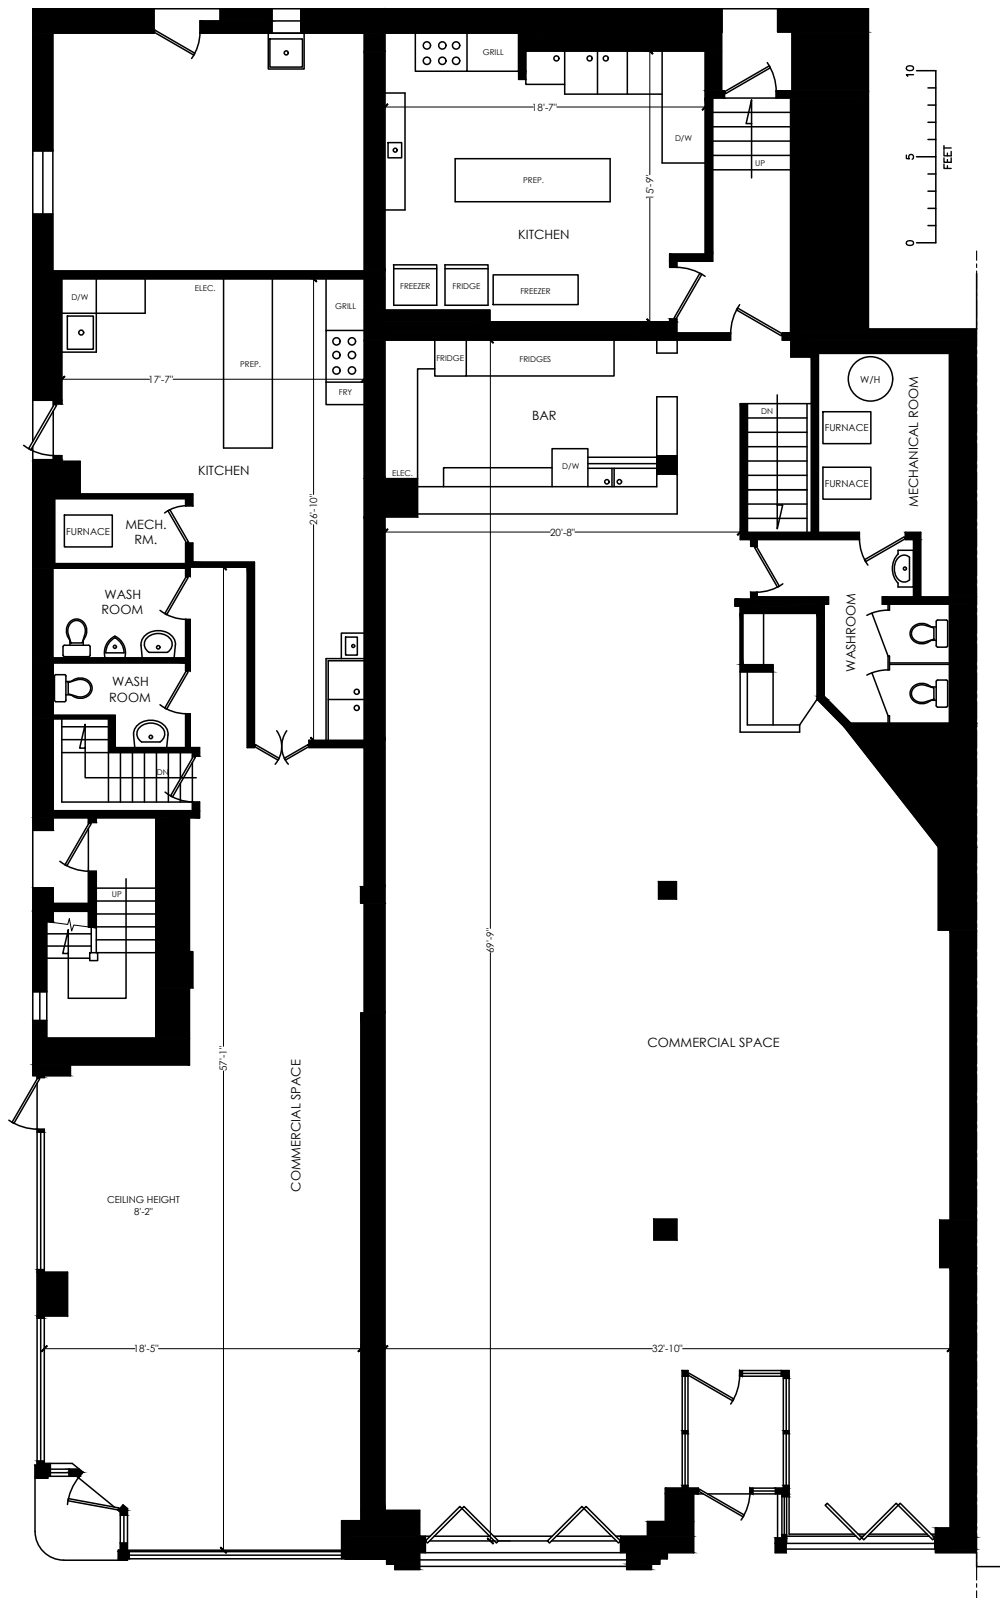 GRILL
18'-7"
D/W
15'-9"
PREP.
UP
KITCHEN
FREEZER
FRIDGE
FREEZER
10
5
0
FEET
D/W
ELEC.
GRILL
17'-7"
PREP.
FRY
KITCHEN
26'-10"
FURNACE
MECH.
RM.
WASH
ROOM
WASH
ROOM
DN
UP
57'-1"
COMMERCIAL SPACE
CEILING HEIGHT
8'-2"
18'-5"
FRIDGE
FRIDGES
BAR
ELEC.
D/W
DN
20'-8"
W/H
FURNACE
FURNACE
MECHANICAL ROOM
WASHROOM
69'-9"
COMMERCIAL SPACE
32'-10"